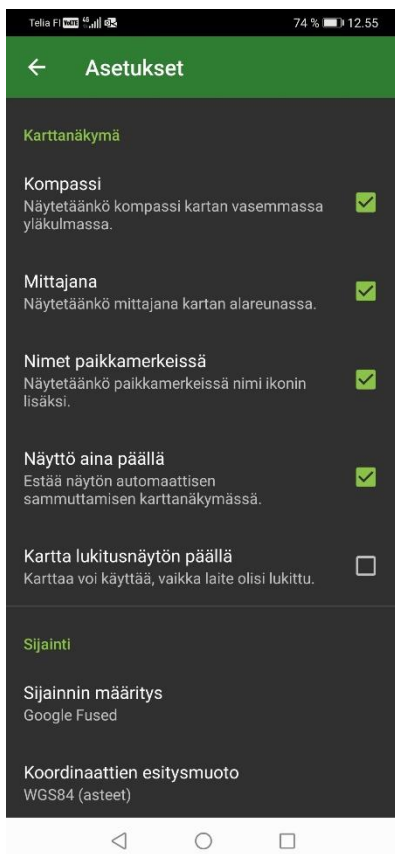 Telia FI VoLTE 4G 74 % 12.55
Asetukset
Karttanäkymä
Kompassi
Näytetäänkö kompassi kartan vasemmassa
yläkulmassa.
Mittajana
Näytetäänkö mittajana kartan alareunassa.
Nimet paikkamerkeissä
Näytetäänkö paikkamerkeissä nimi ikonin
lisäksi.
Näyttö aina päällä
Estää näytön automaattisen
sammuttamisen karttanäkymässä.
Kartta lukitusnäytön päällä
Karttaa voi käyttää, vaikka laite olisi lukittu.
Sijainti
Sijainnin määritys
Google Fused
Koordinaattien esitysmuoto
WGS84 (asteet)